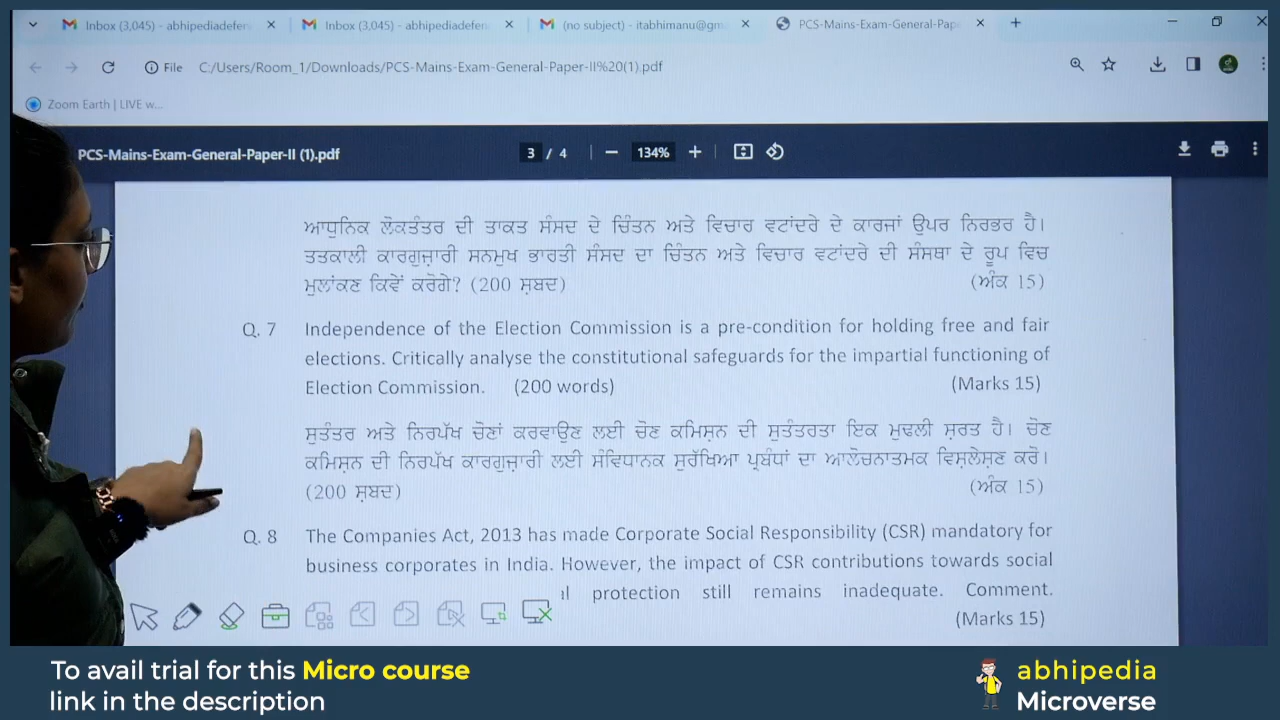 Inbox (3,045) - abhipediadefen
Inbox (3,045) - abhipediadefen
(no subject) - itabhimanu@gm
PCS-Mains-Exam-General-Pap
File C:/Users/Room_1/Downloads/PCS-Mains-Exam-General-Paper-II%20(1).pdf
Zoom Earth | LIVE w...
PCS-Mains-Exam-General-Paper-II (1).pdf
3 / 4
134%
ਆਧੁਨਿਕ ਲੋਕਤੰਤਰ ਦੀ ਤਾਕਤ ਸੰਸਦ ਦੇ ਚਿੰਤਨ ਅਤੇ ਵਿਚਾਰ ਵਟਾਂਦਰੇ ਦੇ ਕਾਰਜਾਂ ਉਪਰ ਨਿਰਭਰ ਹੈ।
ਤਤਕਾਲੀ ਕਾਰਗੁਜ਼ਾਰੀ ਸਨਮੁਖ ਭਾਰਤੀ ਸੰਸਦ ਦਾ ਚਿੰਤਨ ਅਤੇ ਵਿਚਾਰ ਵਟਾਂਦਰੇ ਦੀ ਸੰਸਥਾ ਦੇ ਰੂਪ ਵਿਚ
ਮੁਲਾਂਕਣ ਕਿਵੇਂ ਕਰੋਗੇ? (200 ਸ਼ਬਦ) (ਅੰਕ 15)
Q. 7 Independence of the Election Commission is a pre-condition for holding free and fair
elections. Critically analyse the constitutional safeguards for the impartial functioning of
Election Commission. (200 words) (Marks 15)
ਸੁਤੰਤਰ ਅਤੇ ਨਿਰਪੱਖ ਚੋਣਾਂ ਕਰਵਾਉਣ ਲਈ ਚੋਣ ਕਮਿਸ਼ਨ ਦੀ ਸੁਤੰਤਰਤਾ ਇਕ ਮੁਢਲੀ ਸ਼ਰਤ ਹੈ। ਚੋਣ
ਕਮਿਸ਼ਨ ਦੀ ਨਿਰਪੱਖ ਕਾਰਗੁਜ਼ਾਰੀ ਲਈ ਸੰਵਿਧਾਨਕ ਸੁਰੱਖਿਆ ਪ੍ਰਬੰਧਾਂ ਦਾ ਆਲੋਚਨਾਤਮਕ ਵਿਸ਼ਲੇਸ਼ਣ ਕਰੋ।
(200 ਸ਼ਬਦ) (ਅੰਕ 15)
Q. 8 The Companies Act, 2013 has made Corporate Social Responsibility (CSR) mandatory for
business corporates in India. However, the impact of CSR contributions towards social
l protection still remains inadequate. Comment.
(Marks 15)
To avail trial for this Micro course
link in the description
abhipedia
Microverse